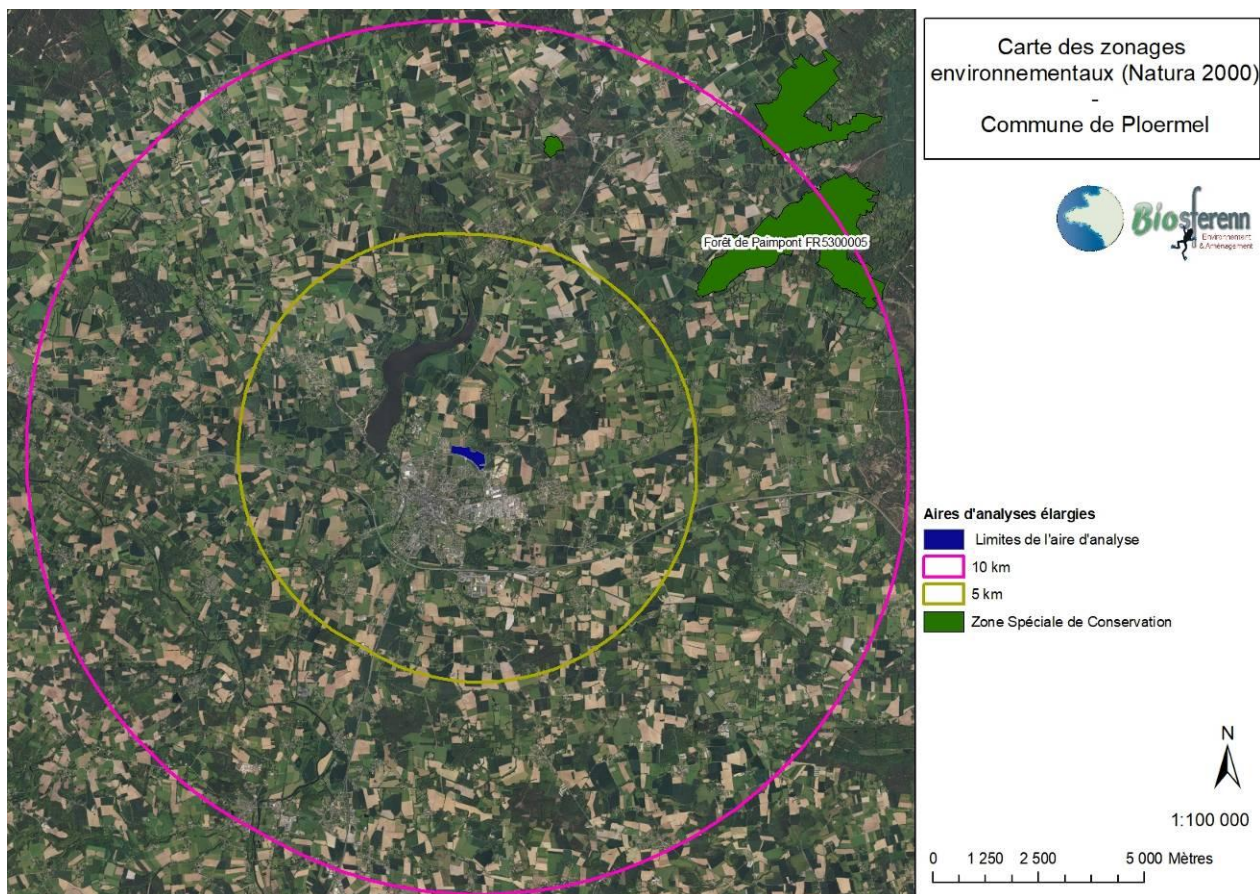 Carte des zonages
environnementaux (Natura 2000)
-
Commune de Ploermel
Biosferenn
Environnement
& Aménagement
Forêt de Paimpont FR5300005
Aires d'analyses élargies
Limites de l'aire d'analyse
10 km
5 km
Zone Spéciale de Conservation
N
1:100 000
0 1 250 2 500 5 000 Mètres